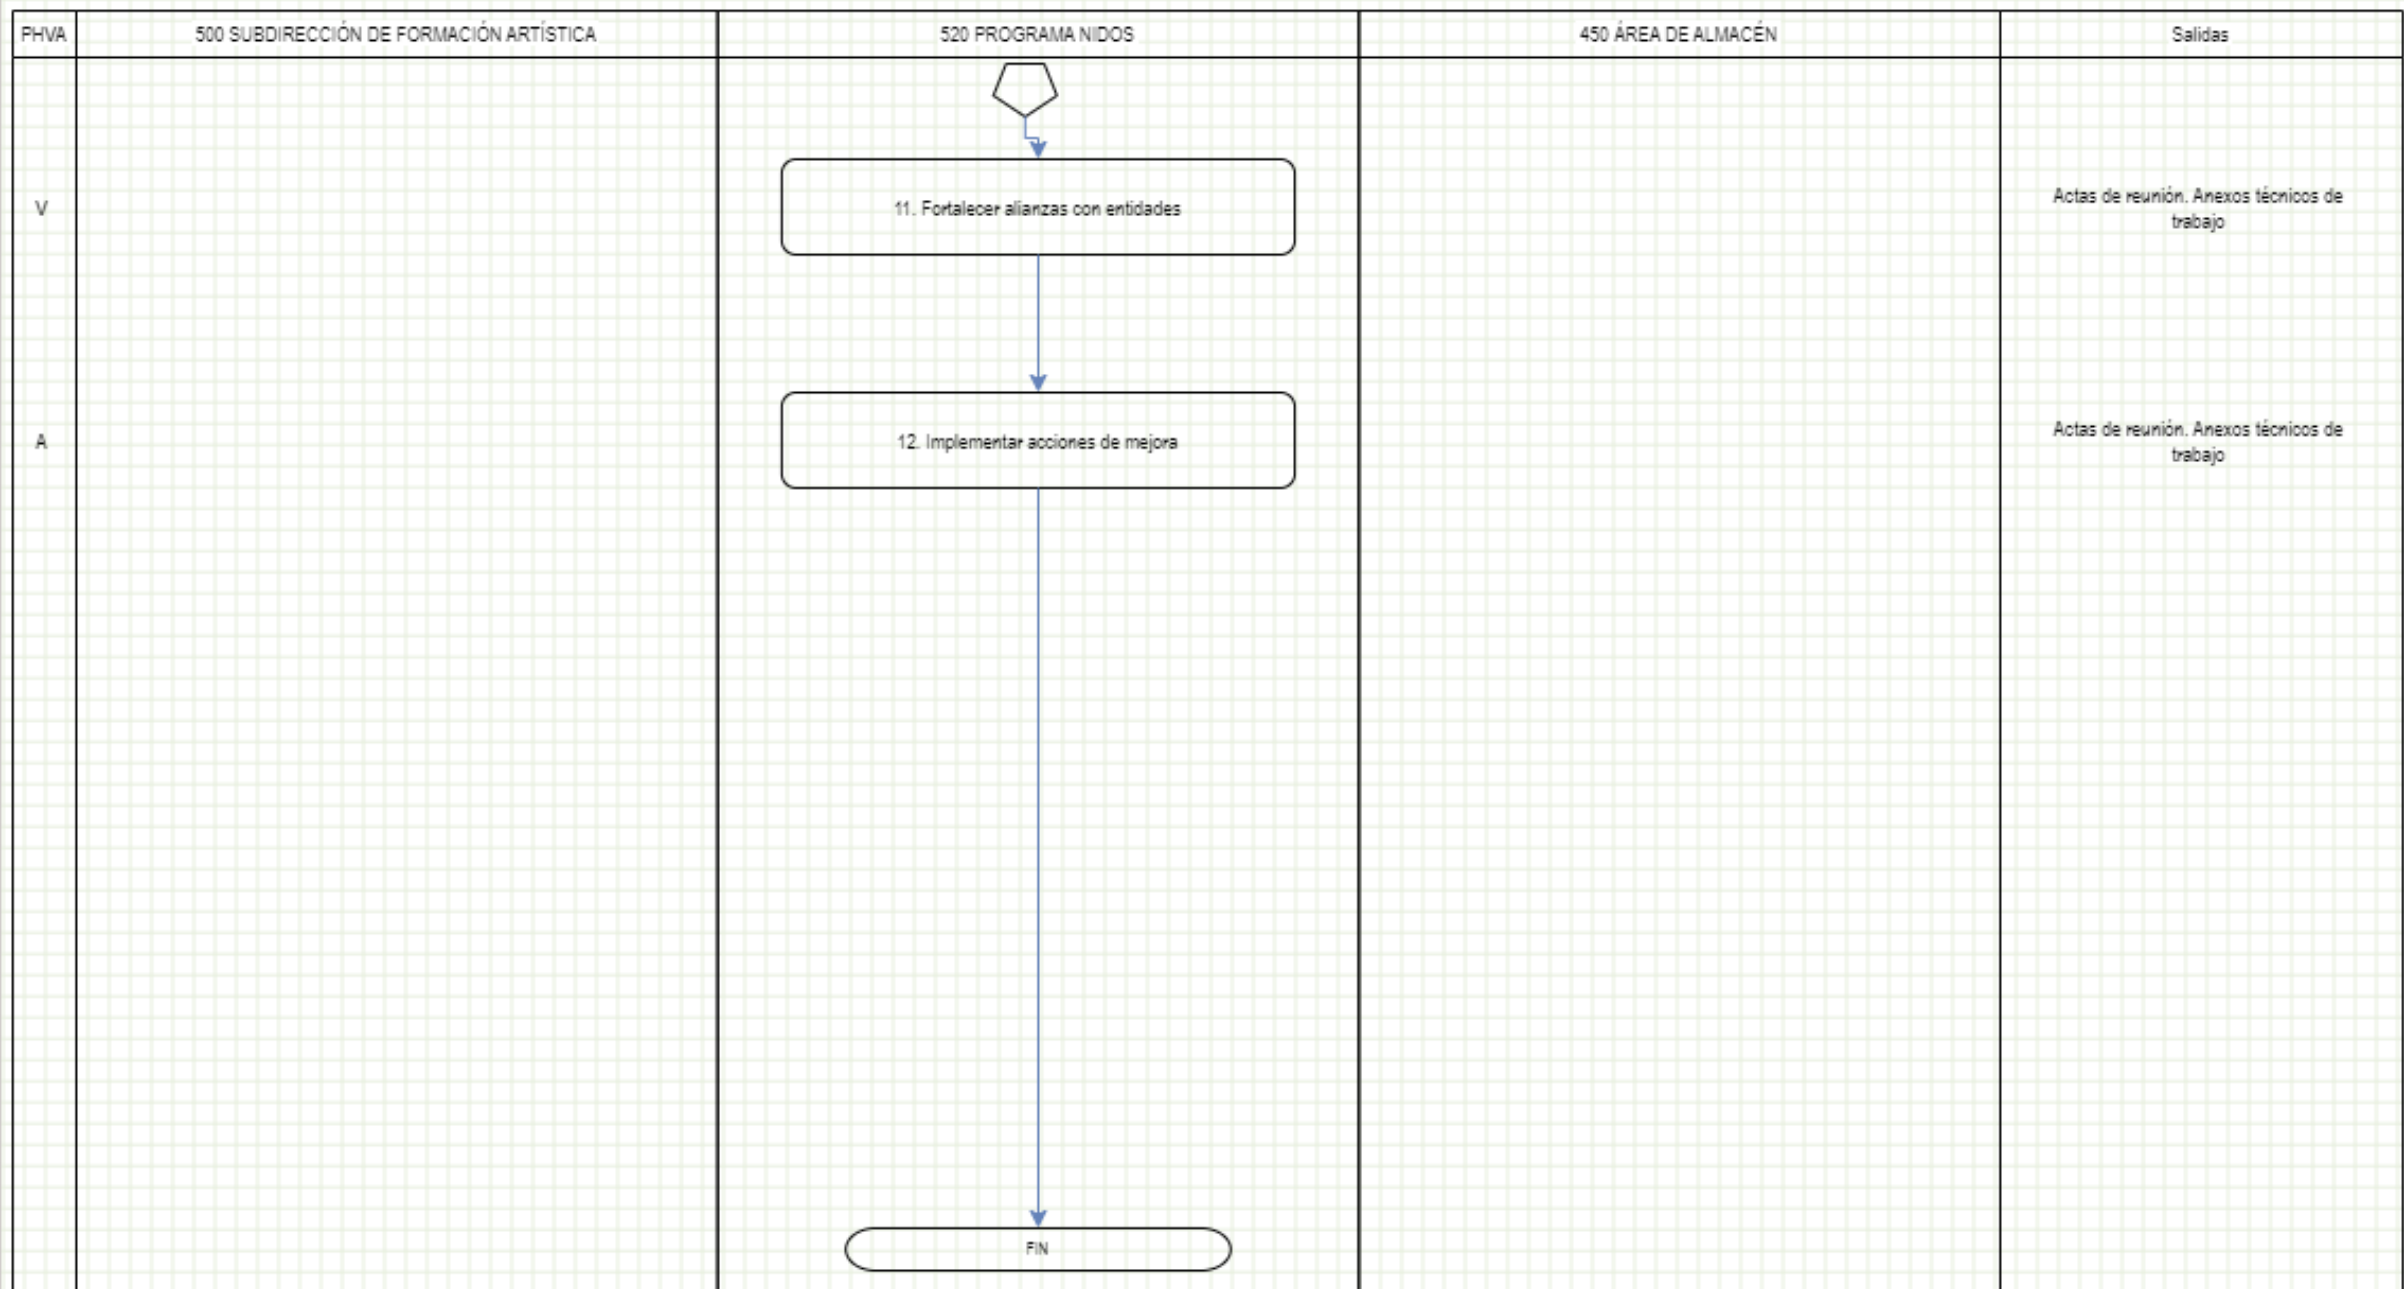 PHVA
500 SUBDIRECCIÓN DE FORMACIÓN ARTÍSTICA
520 PROGRAMA NIDOS
450 ÁREA DE ALMACÉN
Salidas
V
11. Fortalecer alianzas con entidades
Actas de reunión. Anexos técnicos de
trabajo
A
12. Implementar acciones de mejora
Actas de reunión. Anexos técnicos de
trabajo
FIN